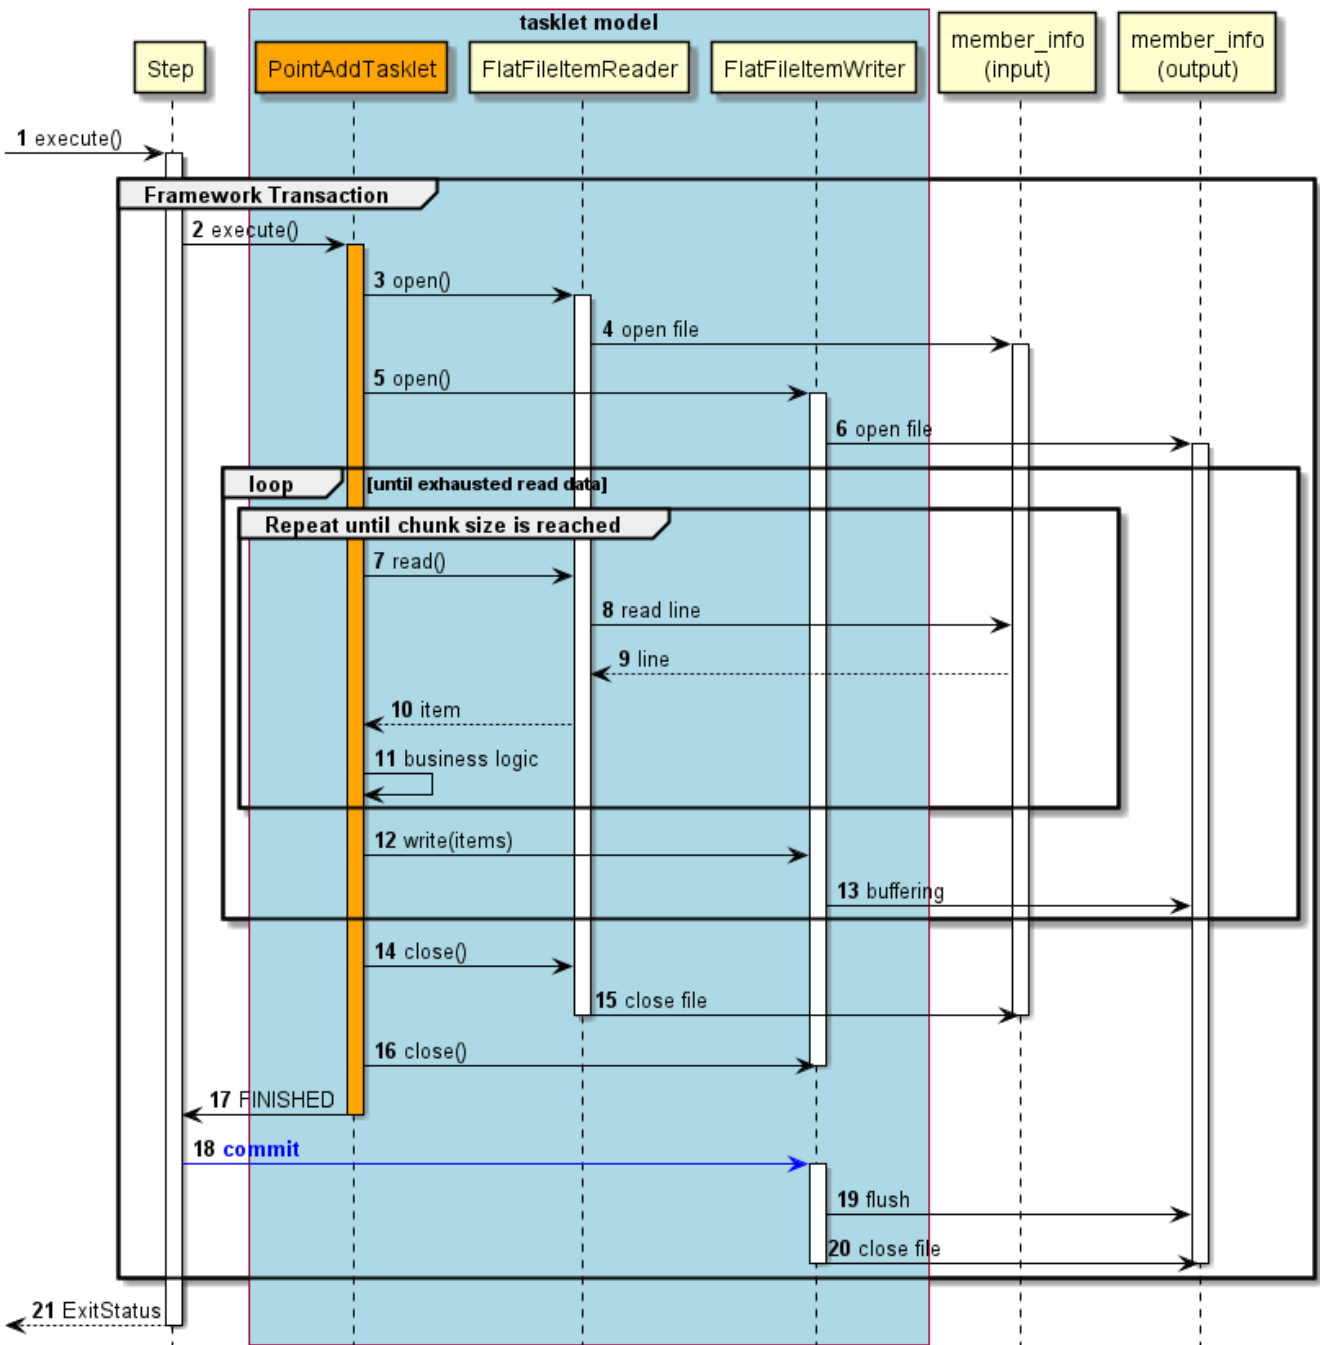 tasklet model
Step
PointAddTasklet
FlatFileItemReader
FlatFileItemWriter
member_info
(input)
member_info
(output)
1 execute()
Framework Transaction
2 execute()
3 open()
4 open file
5 open()
6 open file
loop
[until exhausted read data]
Repeat until chunk size is reached
7 read()
8 read line
9 line
10 item
11 business logic
12 write(items)
13 buffering
14 close()
15 close file
16 close()
17 FINISHED
18 commit
19 flush
20 close file
21 ExitStatus